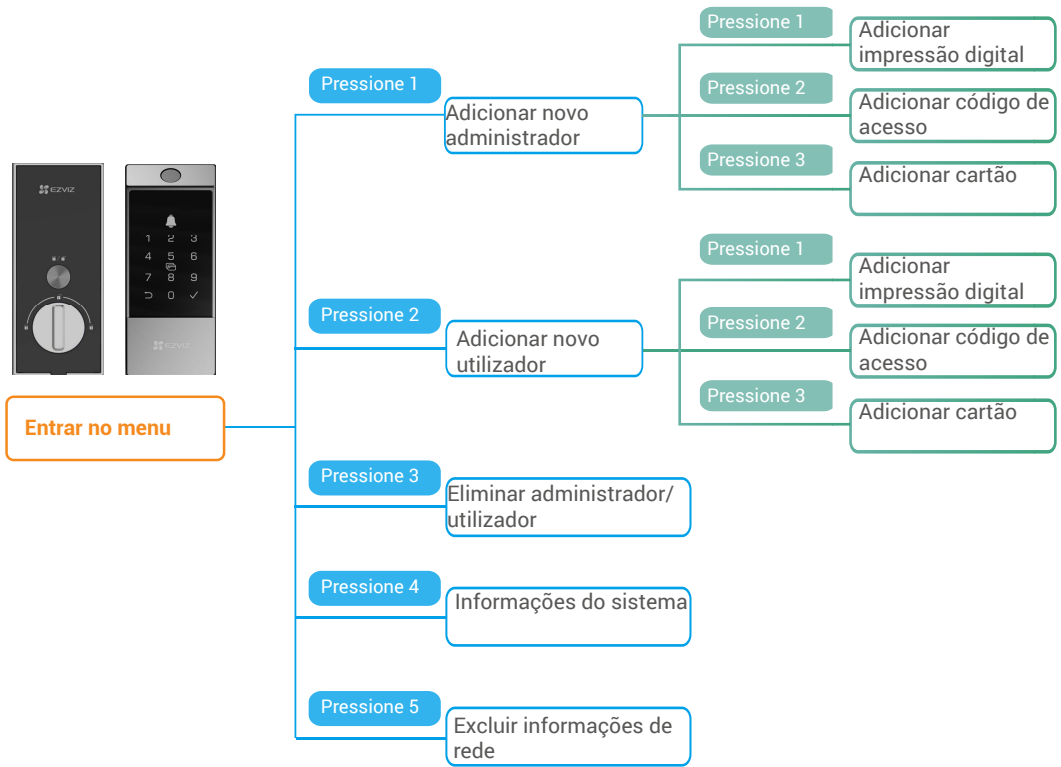 Pressione 1
Adicionar novo
administrador
Pressione 1
Adicionar
impressão digital
Pressione 2
Adicionar código de
acesso
Pressione 3
Adicionar cartão
EZVIZ
1 2 3
4 5 6
7 8 9
0
EZVIZ
Entrar no menu
Pressione 2
Adicionar novo
utilizador
Pressione 1
Adicionar
impressão digital
Pressione 2
Adicionar código de
acesso
Pressione 3
Adicionar cartão
Pressione 3
Eliminar administrador/
utilizador
Pressione 4
Informações do sistema
Pressione 5
Excluir informações de
rede